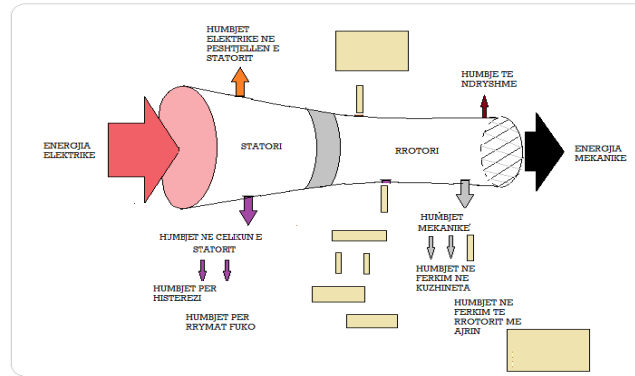 HUMBJET
ELEKTRIKE NE
PESHTJELLEN E
STATORIT
HUMBJE TE
NDRYSHME
ENERGJIA
ELEKTRIKE
STATORI
RROTORI
ENERGJIA
MEKANIKE
HUMBJET NE CELIKUN E
STATORIT
HUMBJET
MEKANIKE
HUMBJET PER
HISTEREZI
HUMBJET PER
RRYMAT FUKO
HUMBJET NE
FERKIM NE
KUZHINETA
HUMBJET NE
FERKIM TE
RROTORIT ME
AJRIN